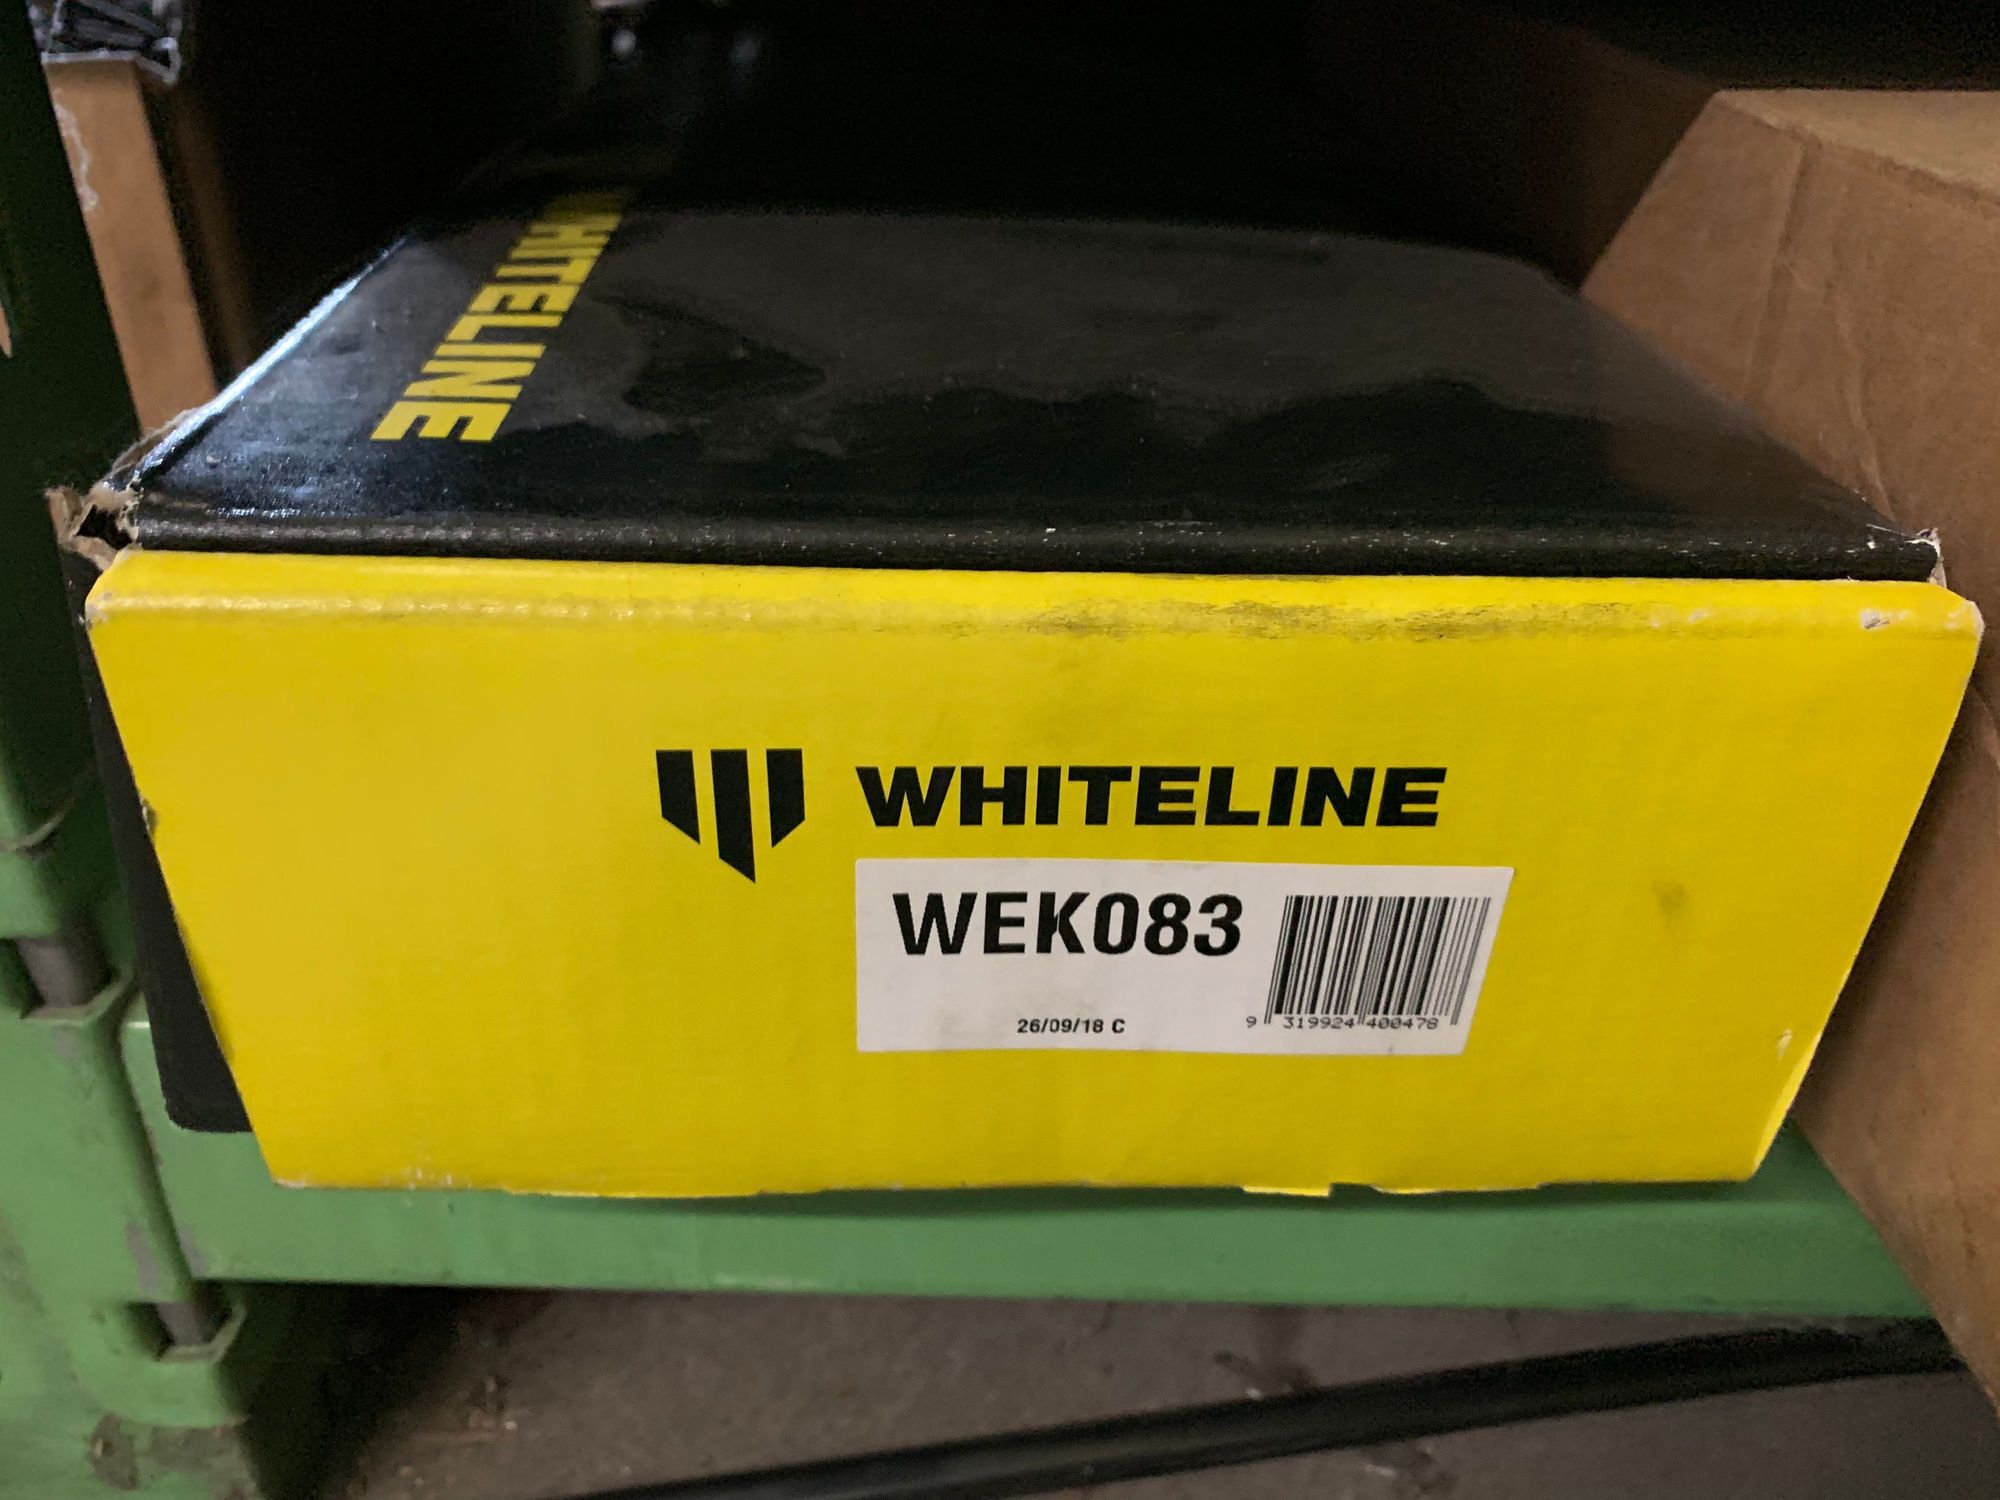 WHITELINE
WHITELINE
WEK083
26/09/18 C
9 319924 400478